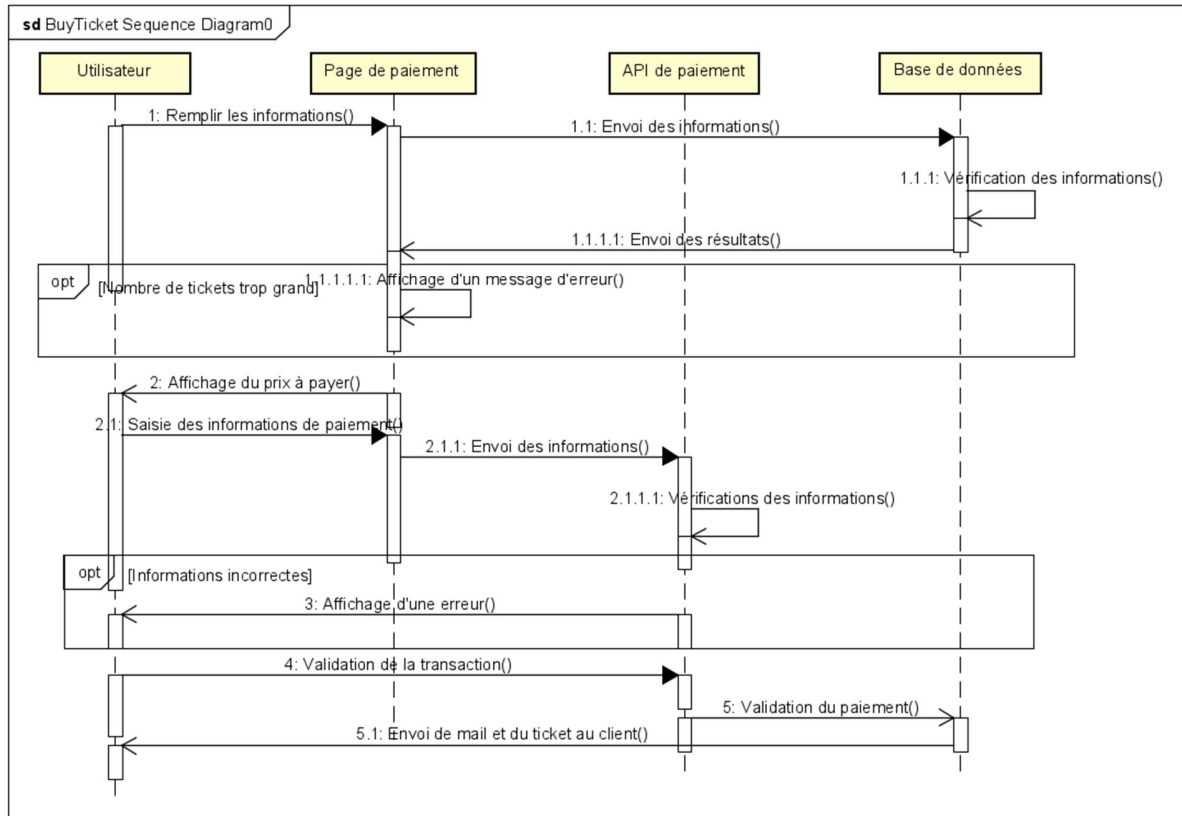 sd BuyTicket Sequence Diagram0
Utilisateur
Page de paiement
API de paiement
Base de données
1: Remplir les informations()
1.1: Envoi des informations()
1.1.1: Vérification des informations()
1.1.1.1: Envoi des résultats()
opt
[Nombre de tickets trop grand]
1.1.1.1.1: Affichage d'un message d'erreur()
2: Affichage du prix à payer()
2.1: Saisie des informations de paiement()
2.1.1: Envoi des informations()
2.1.1.1: Vérifications des informations()
opt
[Informations incorrectes]
3: Affichage d'une erreur()
4: Validation de la transaction()
5: Validation du paiement()
5.1: Envoi de mail et du ticket au client()